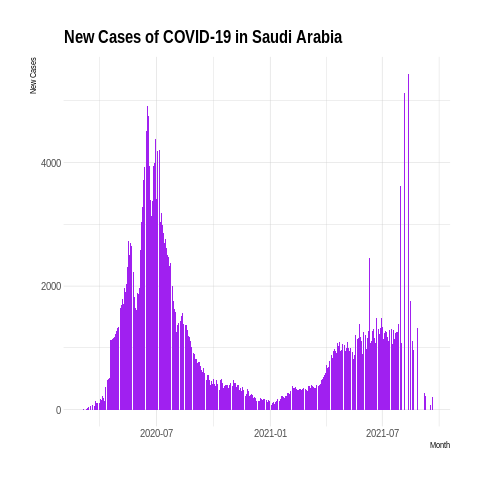 New Cases of COVID-19 in Saudi Arabia
New Cases
4000
2000
0
2020-07
2021-01
2021-07
Month